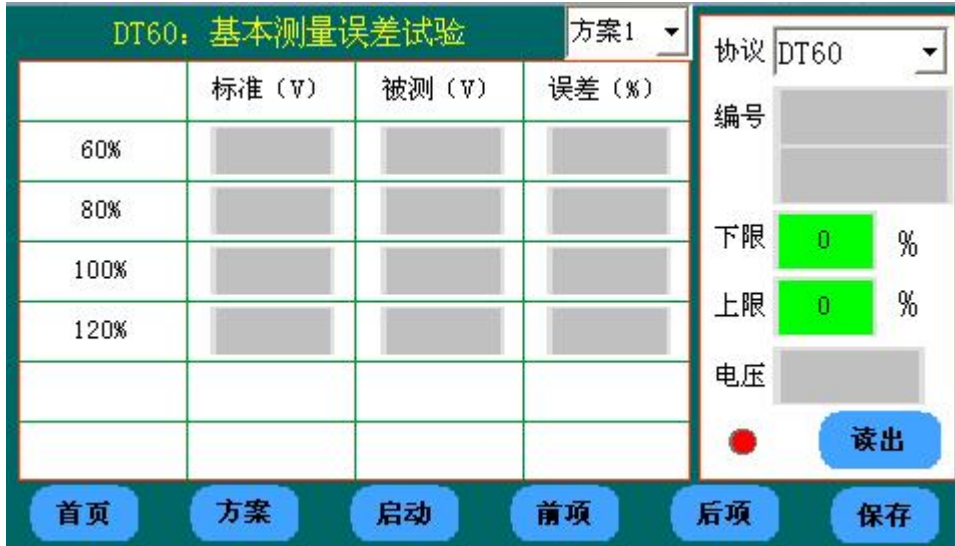 DT60：基本测量误差试验 方案1
标准（V） 被测（V） 误差（%）
60%
80%
100%
120%
协议 DT60
编号
下限 0 %
上限 0 %
电压
读出
首页 方案 启动 前项 后项 保存